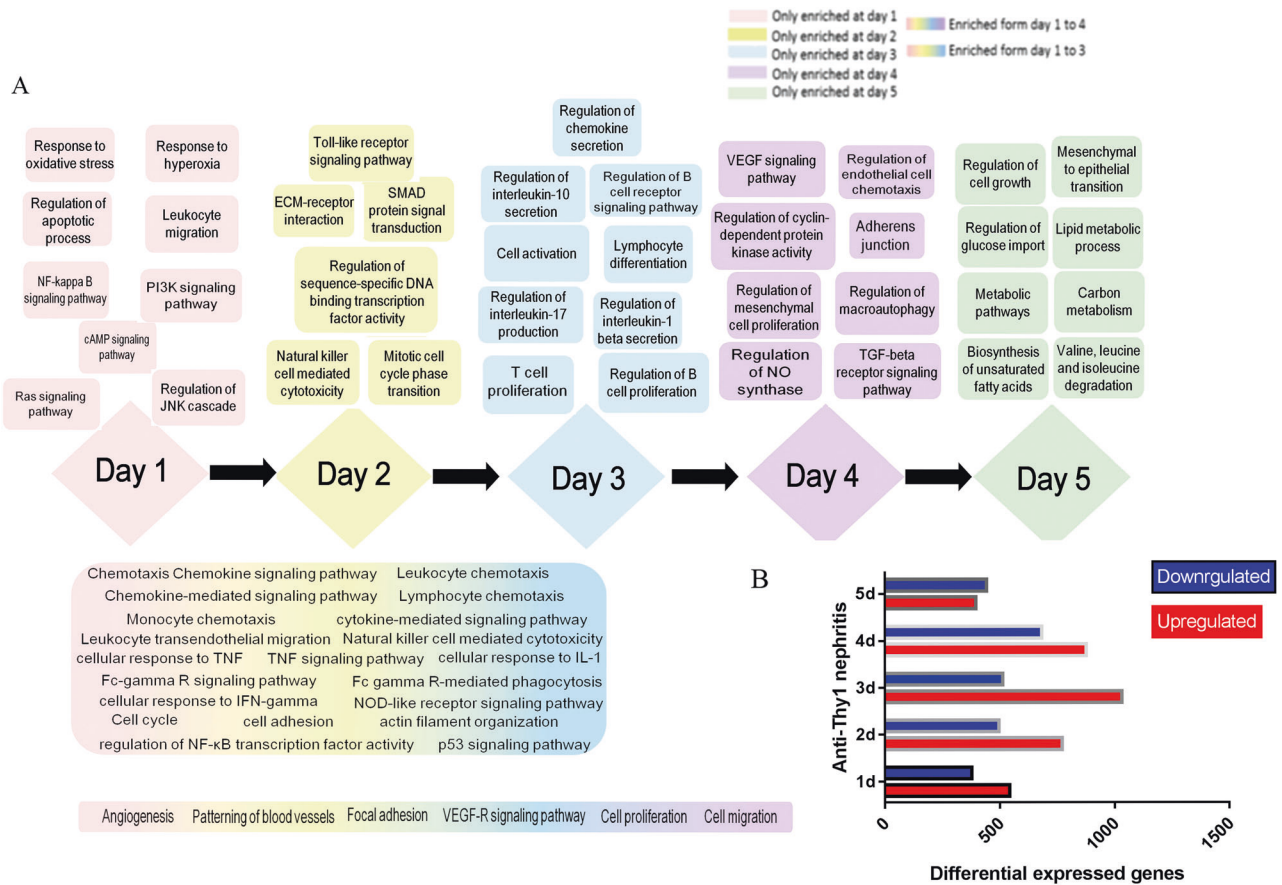 Only enriched at day 1
Only enriched at day 2
Only enriched at day 3
Only enriched at day 4
Only enriched at day 5
Enriched form day 1 to 4
Enriched form day 1 to 3
A
Response to
oxidative stress
Response to
hyperoxia
Regulation of
apoptotic
process
Leukocyte
migration
NF-kappa B
signaling pathway
PI3K signaling
pathway
cAMP signaling
pathway
Ras signaling
pathway
Regulation of
JNK cascade
Toll-like receptor
signaling pathway
ECM-receptor
interaction
SMAD
protein signal
transduction
Regulation of
sequence-specific DNA
binding transcription
factor activity
Natural killer
cell mediated
cytotoxicity
Mitotic cell
cycle phase
transition
Regulation of
chemokine
secretion
Regulation of
interleukin-10
secretion
Regulation of B
cell receptor
signaling pathway
Cell activation
Lymphocyte
differentiation
Regulation of
interleukin-17
production
Regulation of
interleukin-1
beta secretion
T cell
proliferation
Regulation of B
cell proliferation
VEGF signaling
pathway
Regulation of
endothelial cell
chemotaxis
Regulation of cyclin-
dependent protein
kinase activity
Adherens
junction
Regulation of
mesenchymal
cell proliferation
Regulation of
macroautophagy
Regulation
of NO
synthase
TGF-beta
receptor signaling
pathway
Regulation of
cell growth
Mesenchymal
to epithelial
transition
Regulation of
glucose import
Lipid metabolic
process
Metabolic
pathways
Carbon
metabolism
Biosynthesis
of unsaturated
fatty acids
Valine, leucine
and isoleucine
degradation
Day 1
Day 2
Day 3
Day 4
Day 5
Chemotaxis Chemokine signaling pathway Leukocyte chemotaxis
Chemokine-mediated signaling pathway Lymphocyte chemotaxis
Monocyte chemotaxis cytokine-mediated signaling pathway
Leukocyte transendothelial migration Natural killer cell mediated cytotoxicity
cellular response to TNF TNF signaling pathway cellular response to IL-1
Fc-gamma R signaling pathway Fc gamma R-mediated phagocytosis
cellular response to IFN-gamma NOD-like receptor signaling pathway
Cell cycle cell adhesion actin filament organization
regulation of NF-κB transcription factor activity p53 signaling pathway
Angiogenesis Patterning of blood vessels Focal adhesion VEGF-R signaling pathway Cell proliferation Cell migration
B
Downrgulated
Upregulated
Anti-Thy1 nephritis
5d
4d
3d
2d
1d
0 500 1000 1500
Differential expressed genes